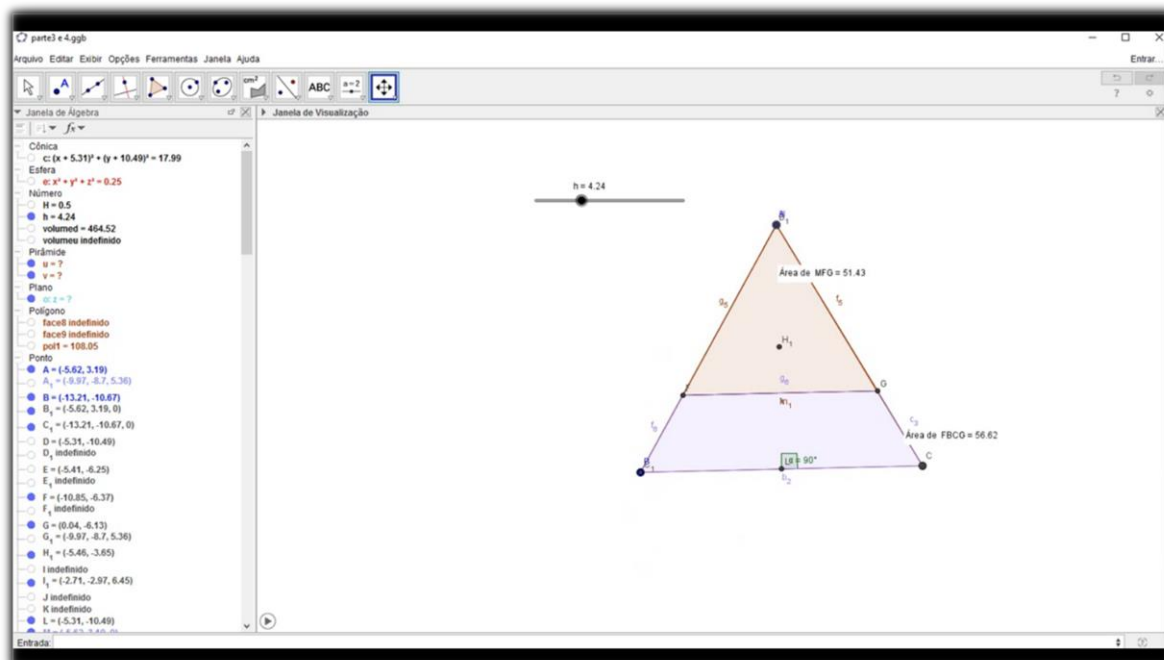 parte3 e 4.ggb
Arquivo Editar Exibir Opções Ferramentas Janela Ajuda
Entrar...
cm²
ABC
a=2
Janela de Álgebra
Janela de Visualização
fx
Cônica
c: (x + 5.31)² + (y + 10.49)² = 17.99
Esfera
e: x² + y² + z² = 0.25
Número
H = 0.5
h = 4.24
volumed = 464.52
volumeu indefinido
Pirâmide
u = ?
v = ?
Plano
α: z = ?
Polígono
face8 indefinido
face9 indefinido
pol1 = 108.05
Ponto
A = (-5.62, 3.19)
A₁ = (-9.97, -8.7, 5.36)
B = (-13.21, -10.67)
B₁ = (-5.62, 3.19, 0)
C₁ = (-13.21, -10.67, 0)
D = (-5.31, -10.49)
D₁ indefinido
E = (-5.41, -6.25)
E₁ indefinido
F = (-10.85, -6.37)
F₁ indefinido
G = (0.04, -6.13)
G₁ = (-9.97, -8.7, 5.36)
H₁ = (-5.46, -3.65)
I indefinido
I₁ = (-2.71, -2.97, 6.45)
J indefinido
K indefinido
L = (-5.31, -10.49)
h = 4.24
Área de MFG = 51.43
H₁
G
Área de FBCG = 56.62
= 90°
C
Entrada: